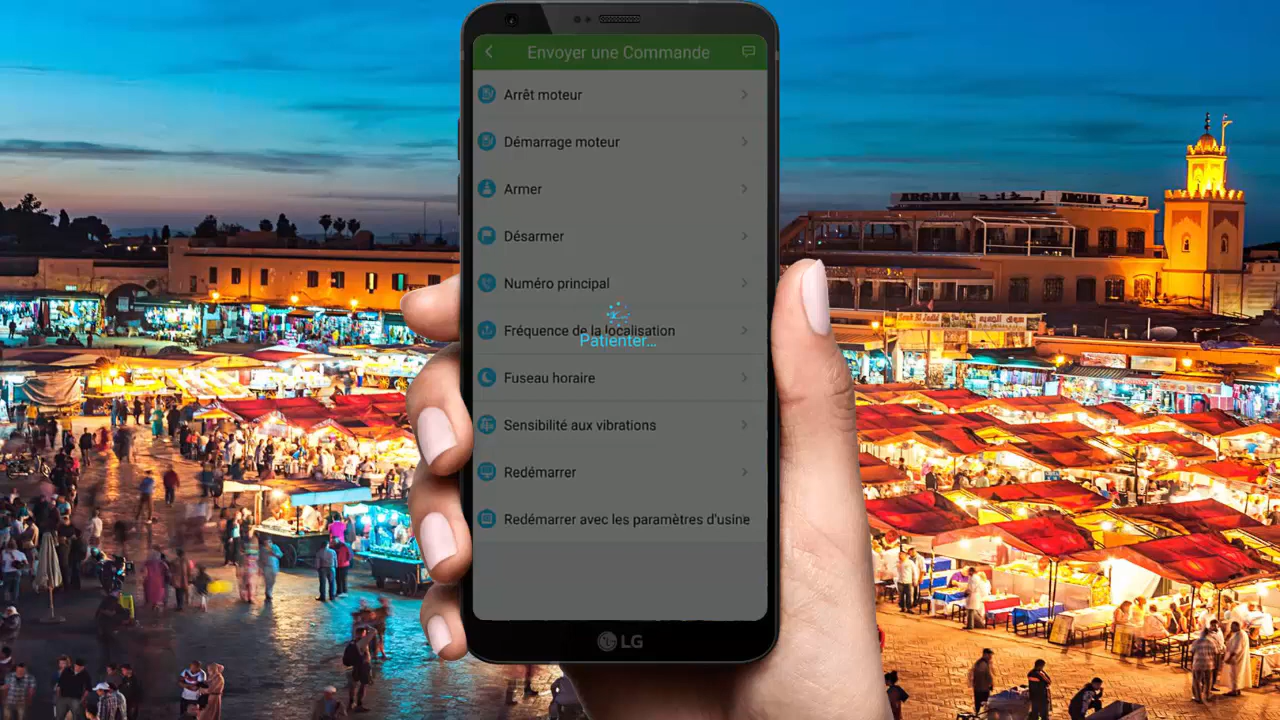 Envoyer une Commande
Arrêt moteur
Démarrage moteur
Armer
Désarmer
Numéro principal
Fréquence de la localisation
Patienter...
Fuseau horaire
Sensibilité aux vibrations
Redémarrer
Redémarrer avec les paramètres d'usine
LG
ARGANA
ARGANA